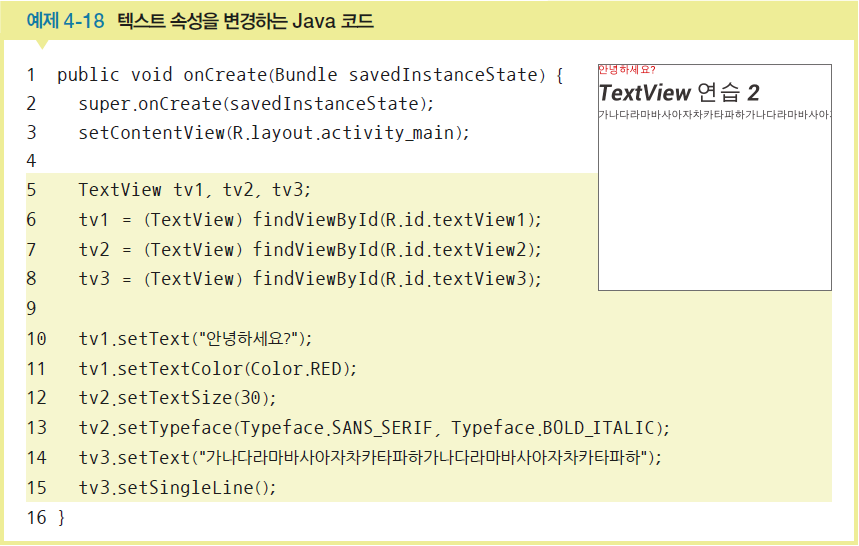 예제 4-18 텍스트 속성을 변경하는 Java 코드
1 public void onCreate(Bundle savedInstanceState) {
2 super.onCreate(savedInstanceState);
3 setContentView(R.layout.activity_main);
4
5 TextView tv1, tv2, tv3;
6 tv1 = (TextView) findViewById(R.id.textView1);
7 tv2 = (TextView) findViewById(R.id.textView2);
8 tv3 = (TextView) findViewById(R.id.textView3);
9
10 tv1.setText("안녕하세요?");
11 tv1.setTextColor(Color.RED);
12 tv2.setTextSize(30);
13 tv2.setTypeface(Typeface.SANS_SERIF, Typeface.BOLD_ITALIC);
14 tv3.setText("가나다라마바사아자차카타파하가나다라마바사아자차카타파하");
15 tv3.setSingleLine();
16 }
안녕하세요?
TextView 연습 2
가나다라마바사아자차카타파하가나다라마바사아